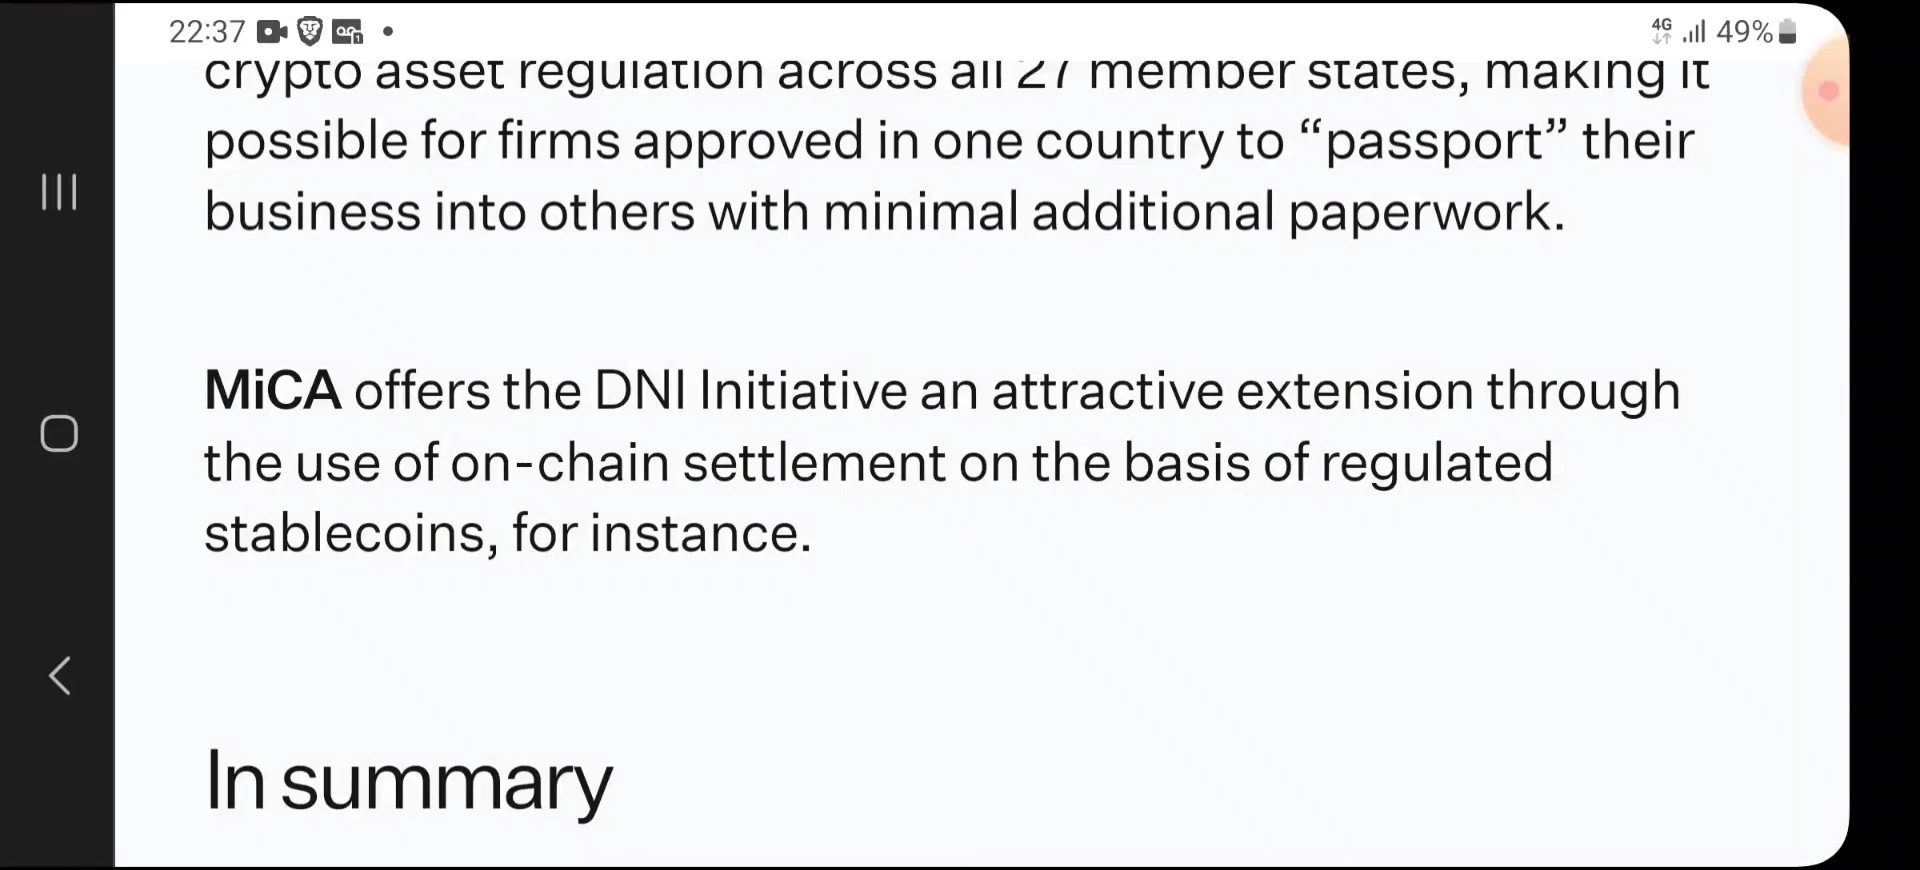 22:37
4G
49%
crypto asset regulation across all 27 member states, making it
possible for firms approved in one country to “passport” their
business into others with minimal additional paperwork.
MiCA offers the DNI Initiative an attractive extension through
the use of on-chain settlement on the basis of regulated
stablecoins, for instance.
In summary